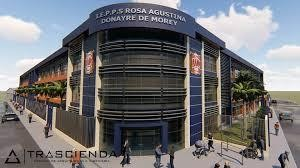 I.E.P.P.S ROSA AGUSTINA
DONAYRE DE MOREY
TRASCIENDA